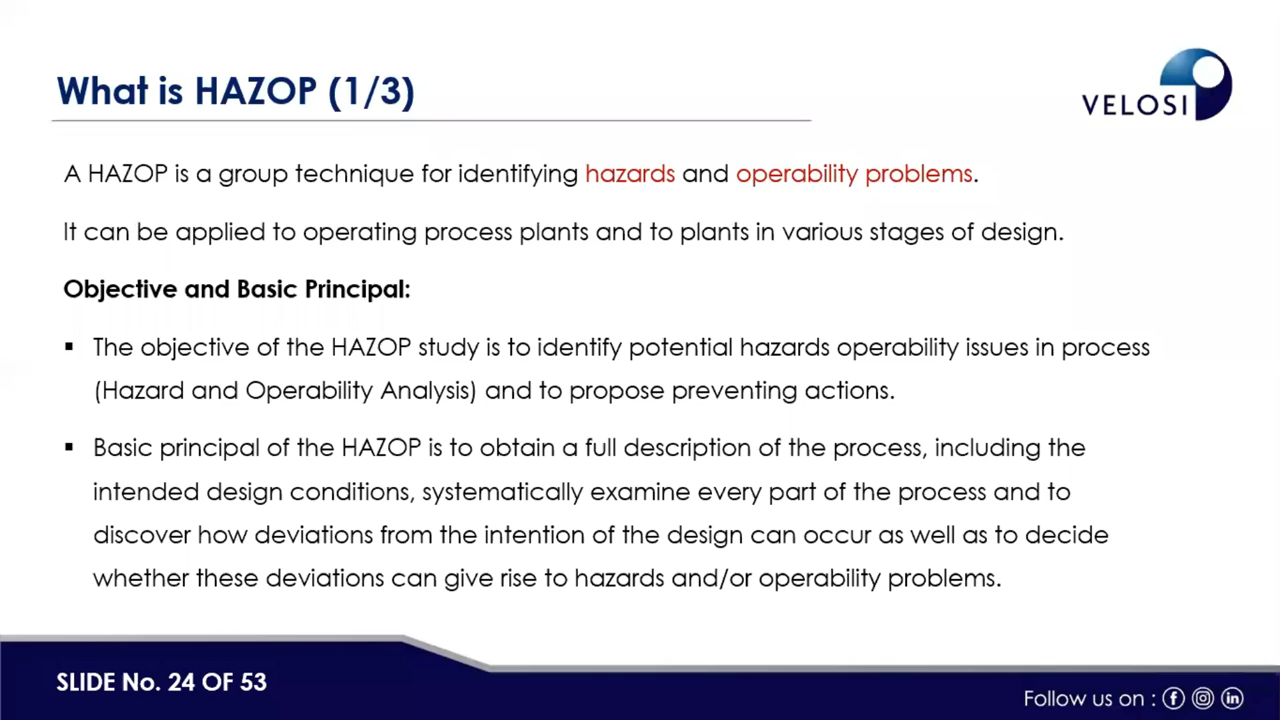 What is HAZOP (1/3)
VELOSI
A HAZOP is a group technique for identifying hazards and operability problems.
It can be applied to operating process plants and to plants in various stages of design.
Objective and Basic Principal:
▪ The objective of the HAZOP study is to identify potential hazards operability issues in process
(Hazard and Operability Analysis) and to propose preventing actions.
▪ Basic principal of the HAZOP is to obtain a full description of the process, including the
intended design conditions, systematically examine every part of the process and to
discover how deviations from the intention of the design can occur as well as to decide
whether these deviations can give rise to hazards and/or operability problems.
SLIDE No. 24 OF 53
Follow us on :